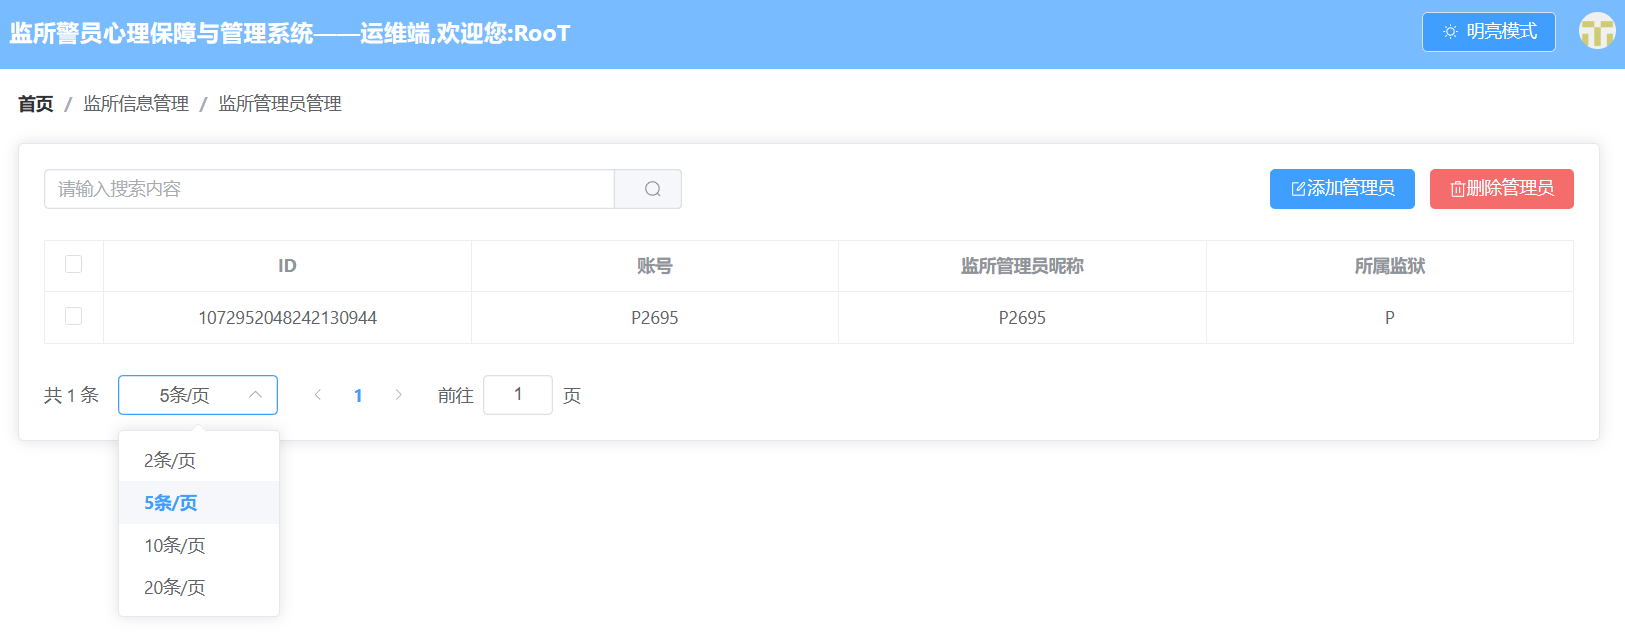 监所警员心理保障与管理系统——运维端,欢迎您:RooT
明亮模式
首页 / 监所信息管理 / 监所管理员管理
请输入搜索内容
添加管理员
删除管理员
ID 账号 监所管理员昵称 所属监狱
1072952048242130944 P2695 P2695 P
共 1 条 5条/页 1 前往 1 页
2条/页
5条/页
10条/页
20条/页